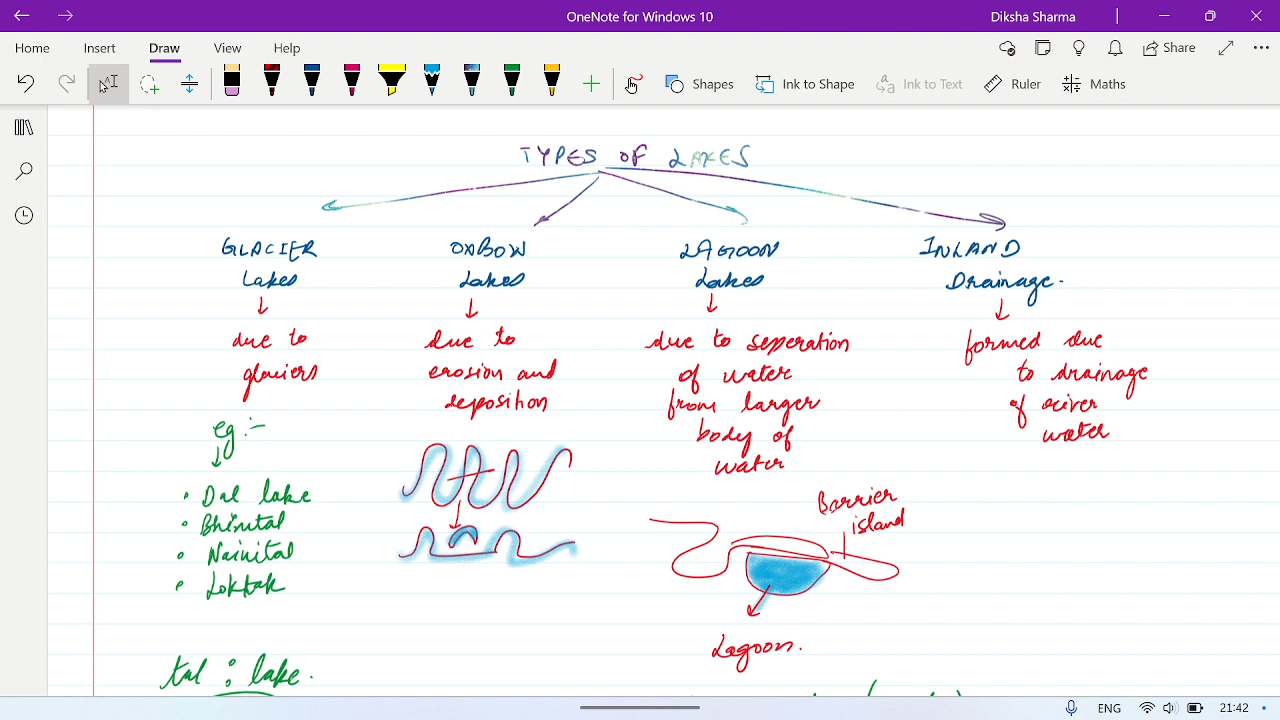 OneNote for Windows 10
Diksha Sharma
Home Insert Draw View Help
Share
Shapes
Ink to Shape
Ink to Text
Ruler
Maths
TYPES OF LAKES
GLACIER
Lakes
due to
glaciers
eg :-
• Dal lake
• Bhimtal
• Nainital
• Loktak
tal : lake.
OXBOW
Lakes
due to
erosion and
deposition
LAGOON
Lakes
due to seperation
of water
from larger
body of
water
Barrier
island
Lagoon.
INLAND
Drainage.
formed due
to drainage
of river
water
ENG
21:42